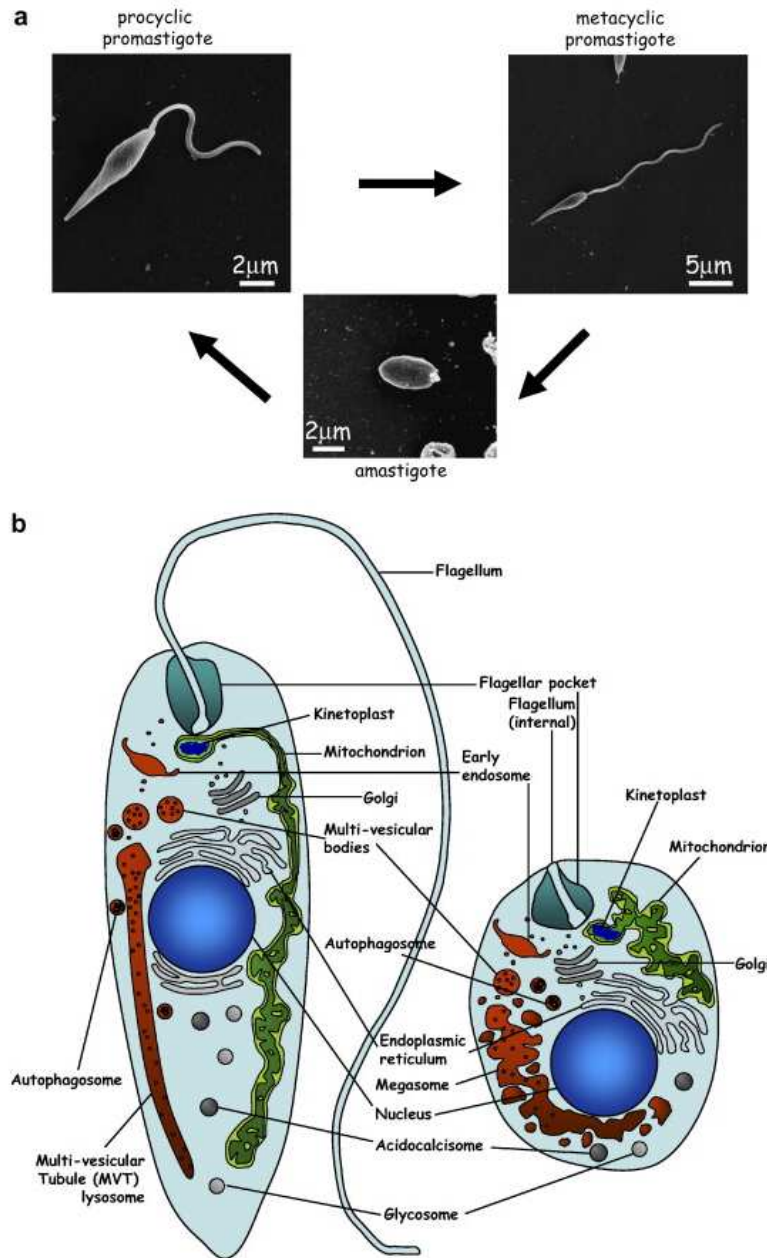 a
procyclic
promastigote
metacyclic
promastigote
2μm
5μm
2μm
amastigote
b
Flagellum
Flagellar pocket
Flagellum
(internal)
Kinetoplast
Mitochondrion
Early
endosome
Kinetoplast
Golgi
Multi-vesicular
bodies
Mitochondrion
Autophagosome
Golgi
Endoplasmic
reticulum
Autophagosome
Megasome
Nucleus
Acidocalcisome
Multi-vesicular
Tubule (MVT)
lysosome
Glycosome